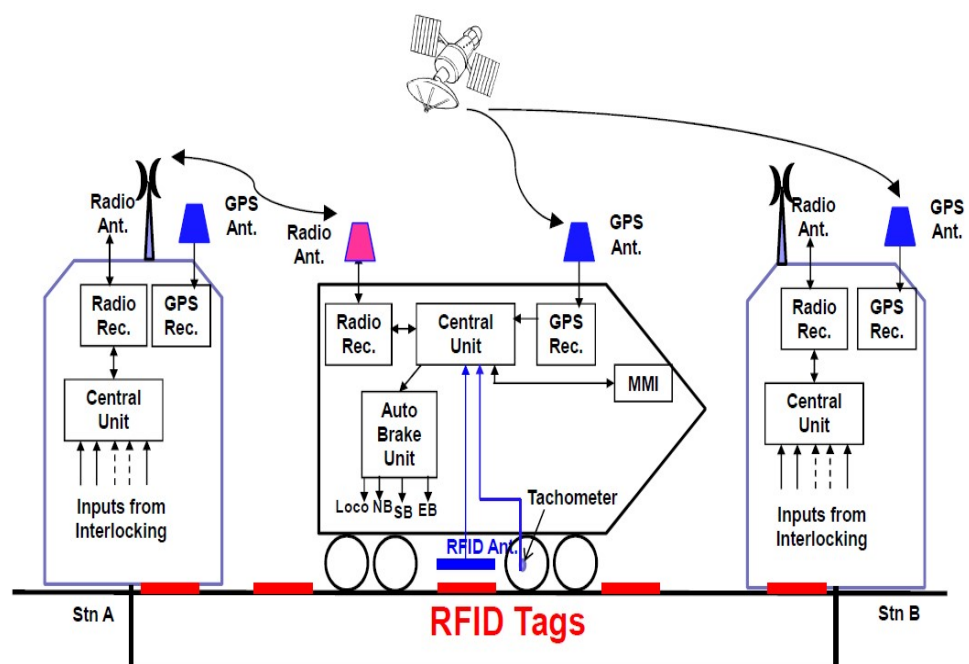 Radio
Ant.
GPS
Ant.
Radio
Rec.
GPS
Rec.
Central
Unit
Inputs from
Interlocking
Stn A
Radio
Ant.
GPS
Ant.
Radio
Rec.
Central
Unit
GPS
Rec.
MMI
Auto
Brake
Unit
Loco NB SB EB
Tachometer
RFID Ant.
RFID Tags
Radio
Ant.
GPS
Ant.
Radio
Rec.
GPS
Rec.
Central
Unit
Inputs from
Interlocking
Stn B